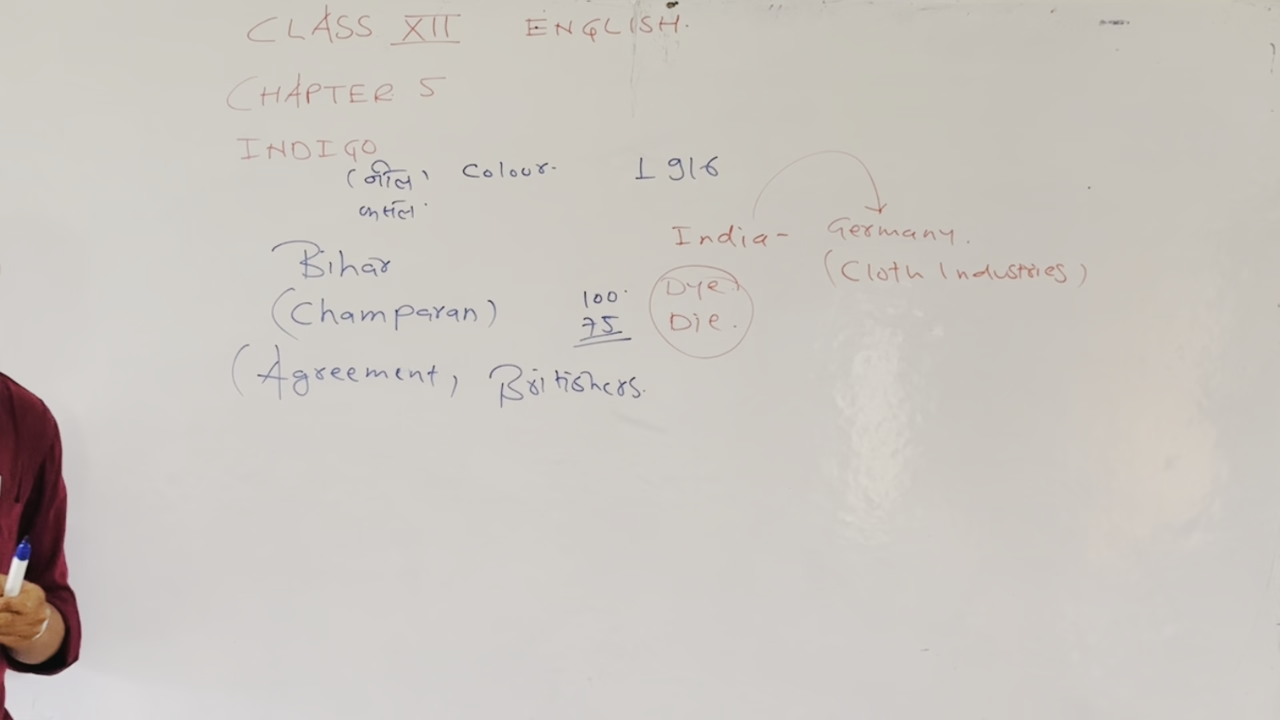 CLASS XII ENGLISH.
CHAPTER 5
INDIGO
(नील) Colour. 1916
India - Germany.
Bihar
(Cloth Industries)
(Champaran) 100 Dye.
75 Die.
(Agreement, Britishers.